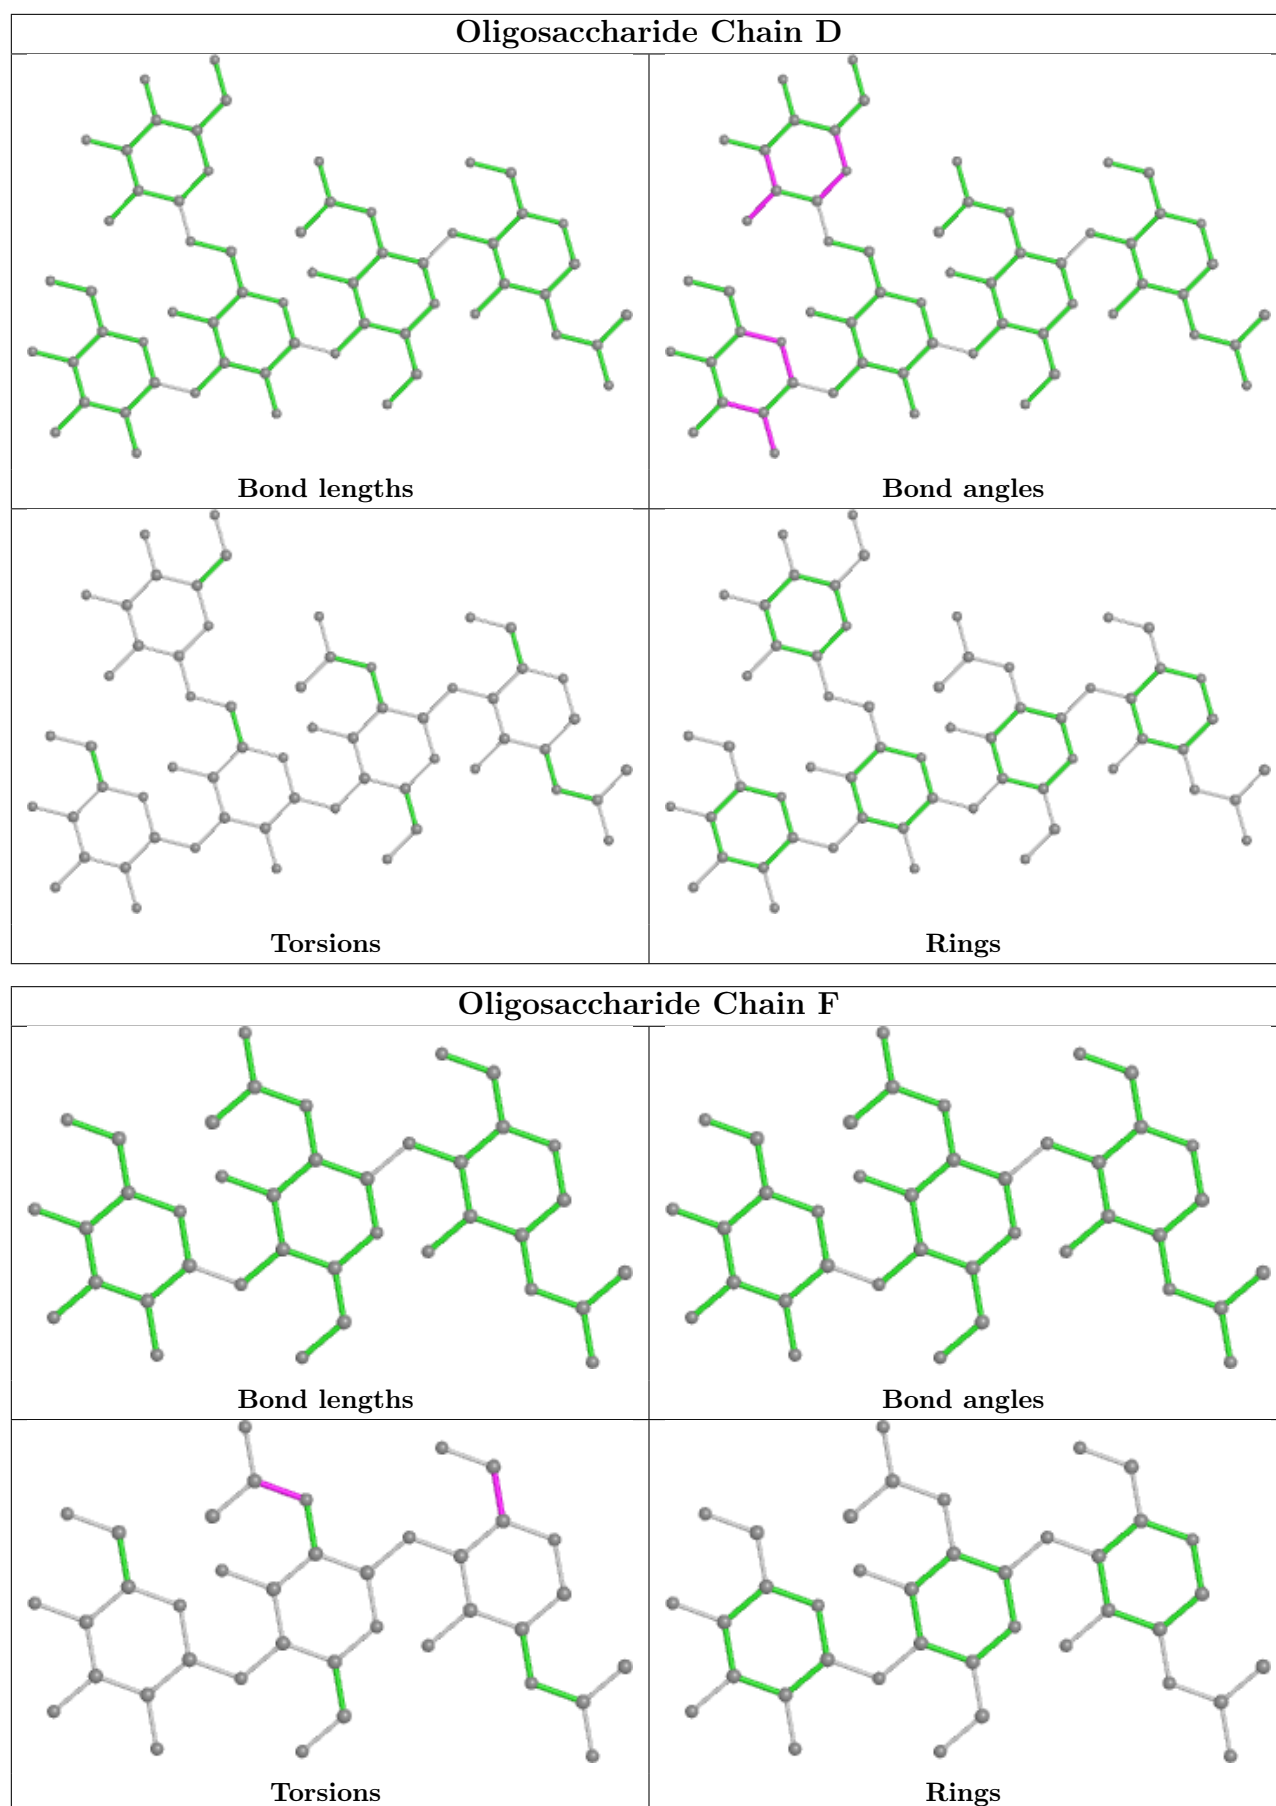 Oligosaccharide Chain D
Bond lengths
Bond angles
Torsions
Rings
Oligosaccharide Chain F
Bond lengths
Bond angles
Torsions
Rings